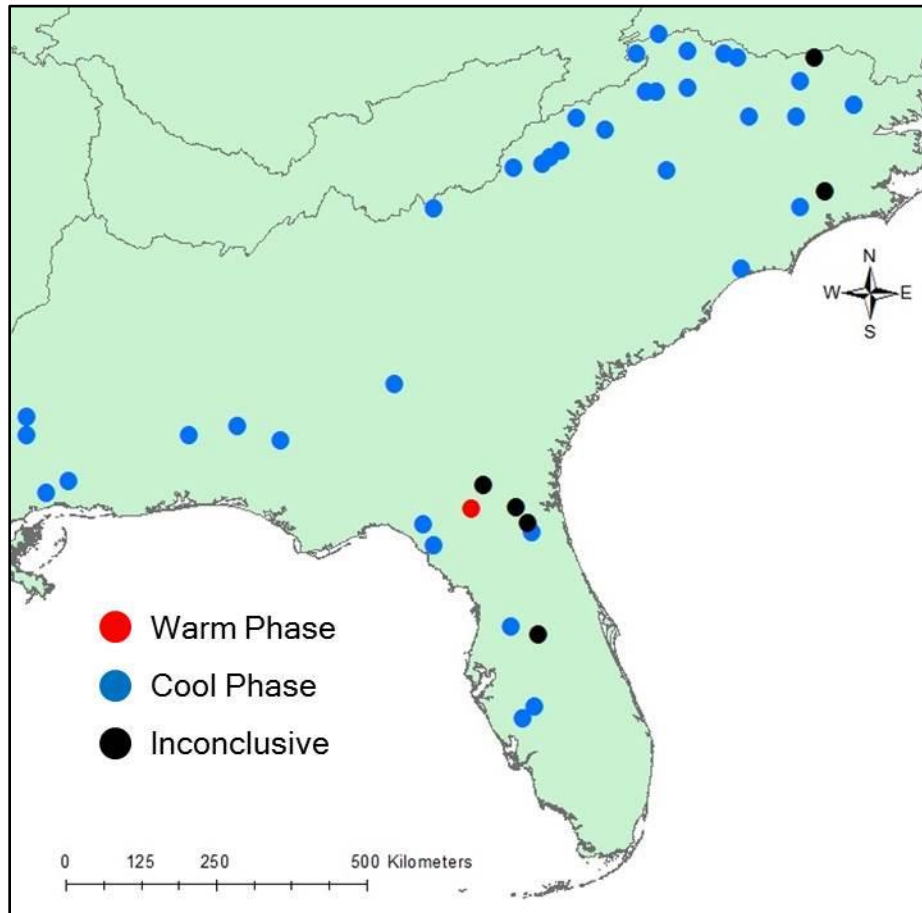 N
W E
S
Warm Phase
Cool Phase
Inconclusive
0 125 250 500 Kilometers